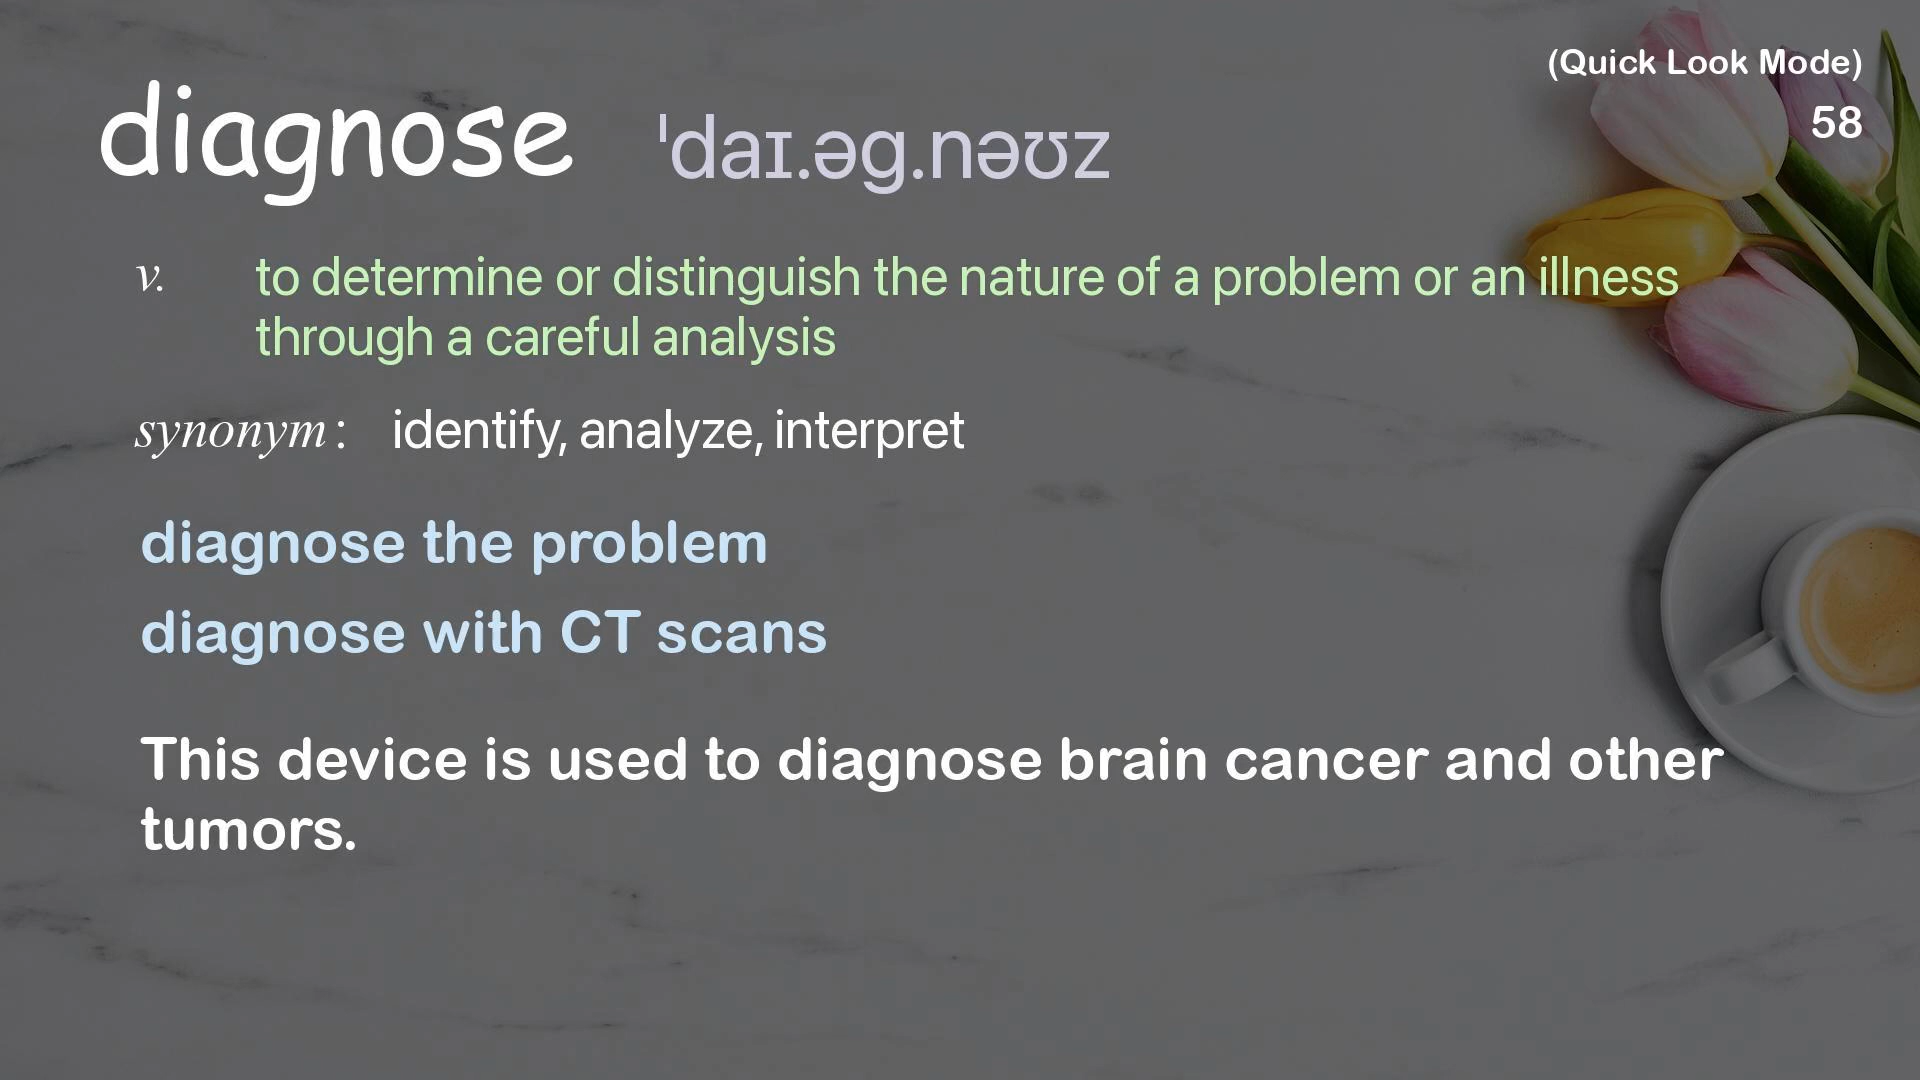 (Quick Look Mode)
58
diagnose ˈdaɪ.əg.nəʊz
v. to determine or distinguish the nature of a problem or an illness
through a careful analysis
synonym: identify, analyze, interpret
diagnose the problem
diagnose with CT scans
This device is used to diagnose brain cancer and other
tumors.